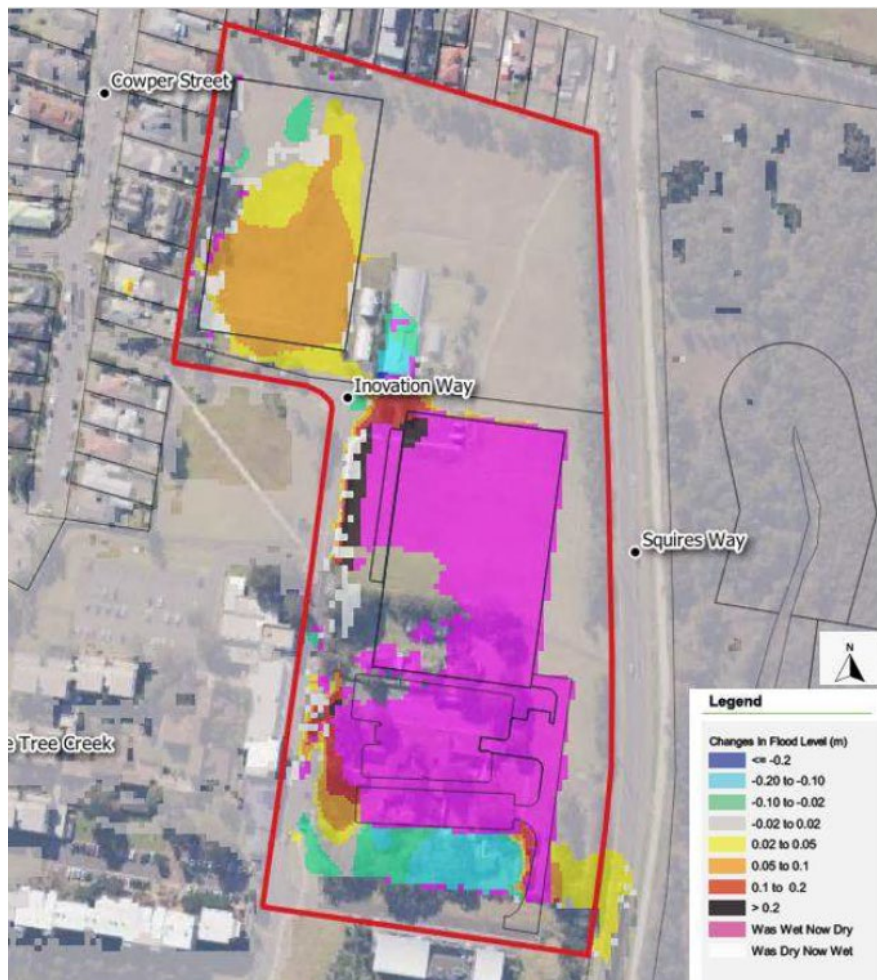 Cowper Street
Inovation Way
Squires Way
e Tree Creek
N
Legend
Changes In Flood Level (m)
<= -0.2
-0.20 to -0.10
-0.10 to -0.02
-0.02 to 0.02
0.02 to 0.05
0.05 to 0.1
0.1 to 0.2
> 0.2
Was Wet Now Dry
Was Dry Now Wet